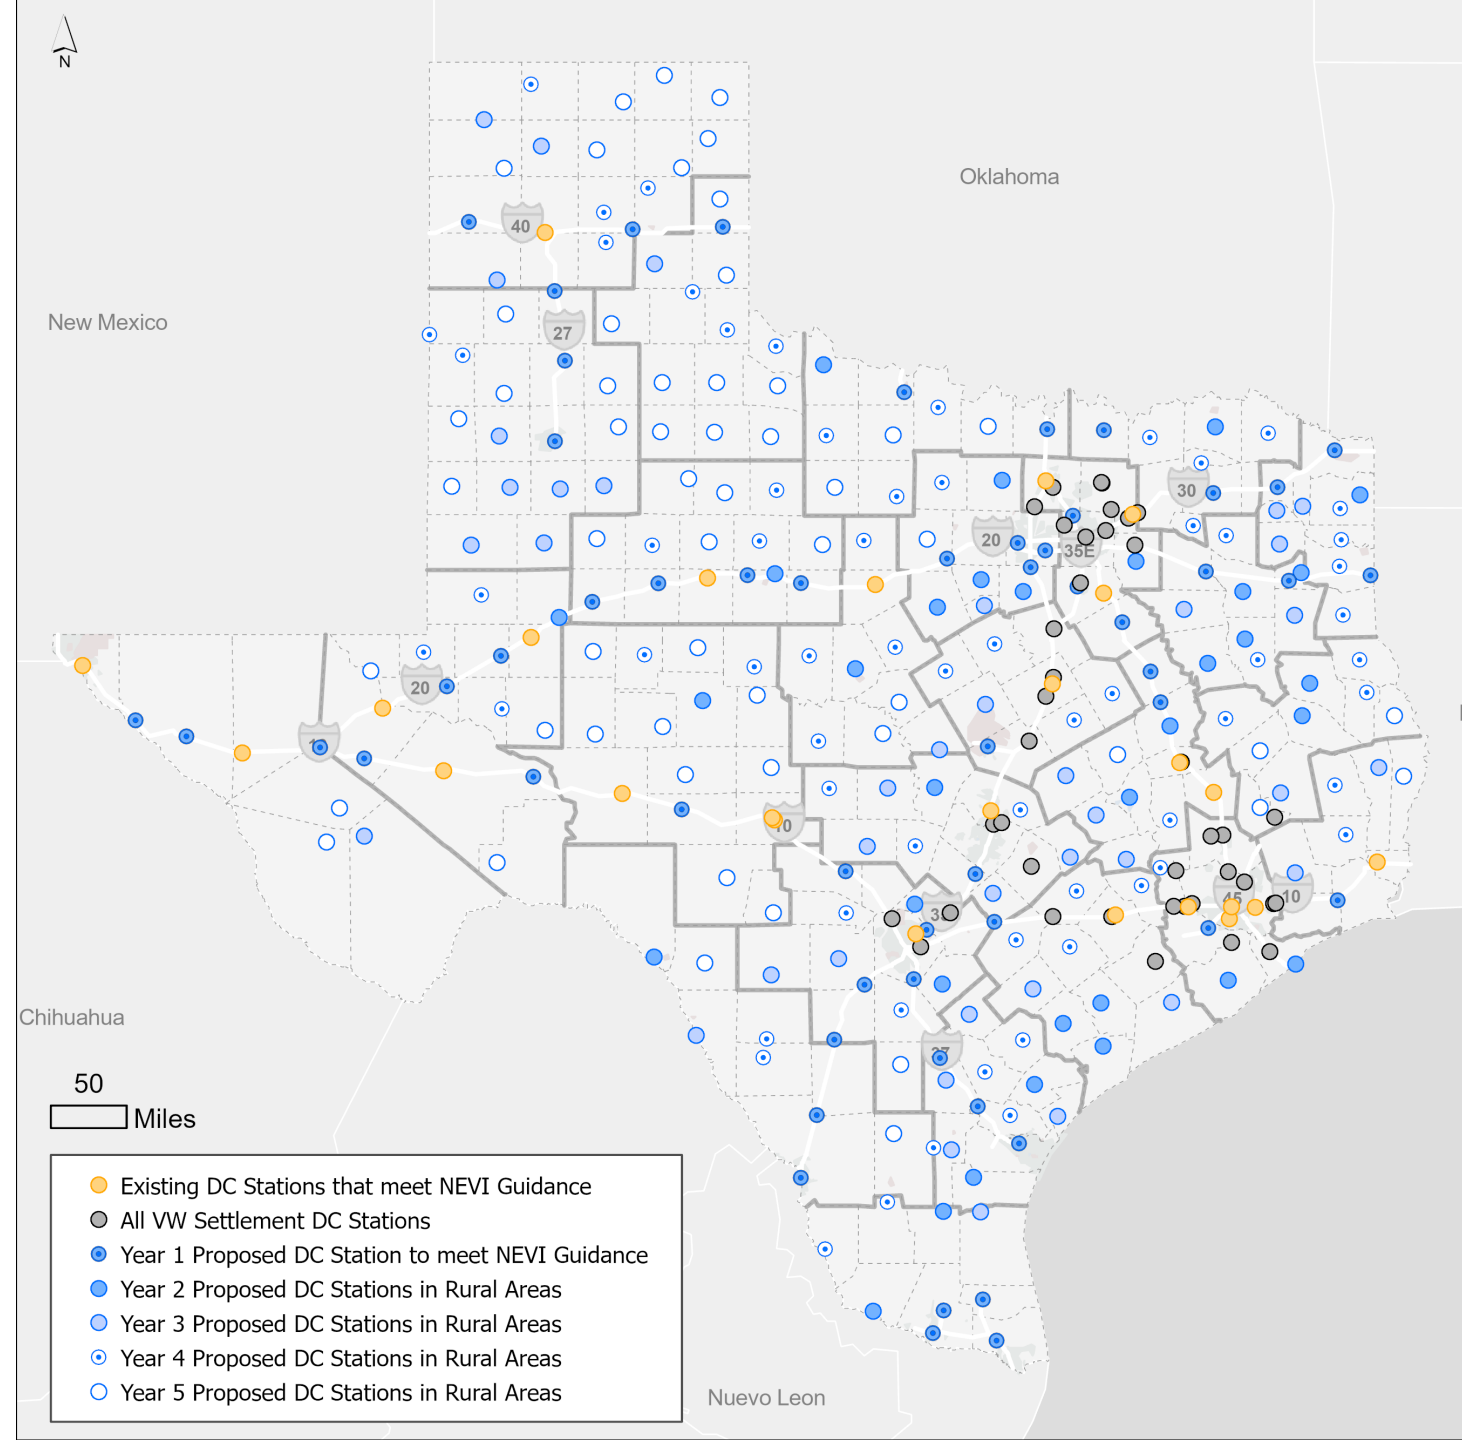 N
Oklahoma
40
New Mexico
27
30
20
35E
20
10
45
10
Chihuahua
37
50
Miles
Existing DC Stations that meet NEVI Guidance
All VW Settlement DC Stations
Year 1 Proposed DC Station to meet NEVI Guidance
Year 2 Proposed DC Stations in Rural Areas
Year 3 Proposed DC Stations in Rural Areas
Year 4 Proposed DC Stations in Rural Areas
Year 5 Proposed DC Stations in Rural Areas
Nuevo Leon